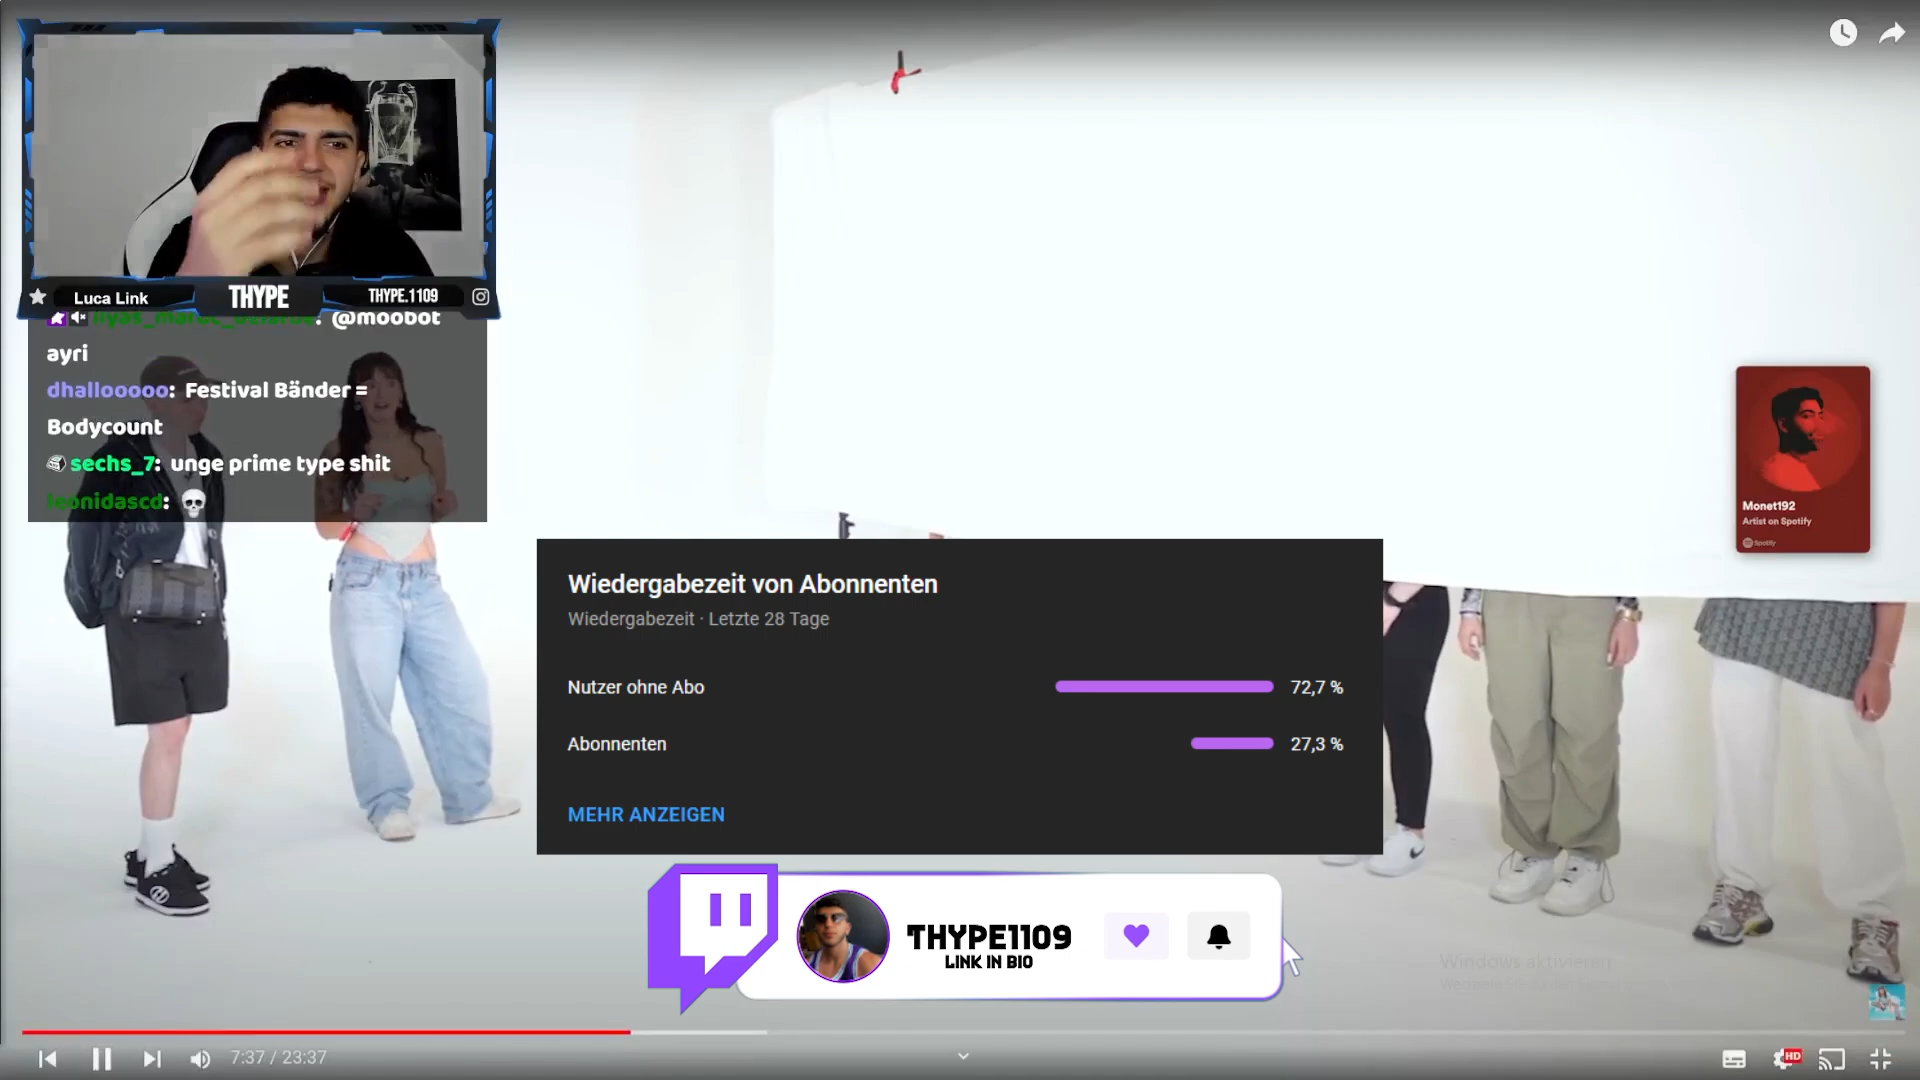 Luca Link
THYPE
THYPE.1109
@moobot
ayri
dhallooooo: Festival Bänder =
Bodycount
sechs_7: unge prime type shit
leonidascd: 💀
Monet192
Artist on Spotify
Spotify
Wiedergabezeit von Abonnenten
Wiedergabezeit · Letzte 28 Tage
Nutzer ohne Abo 72,7 %
Abonnenten 27,3 %
MEHR ANZEIGEN
THYPE1109
LINK IN BIO
Windows aktivieren
7:37 / 23:37
HD